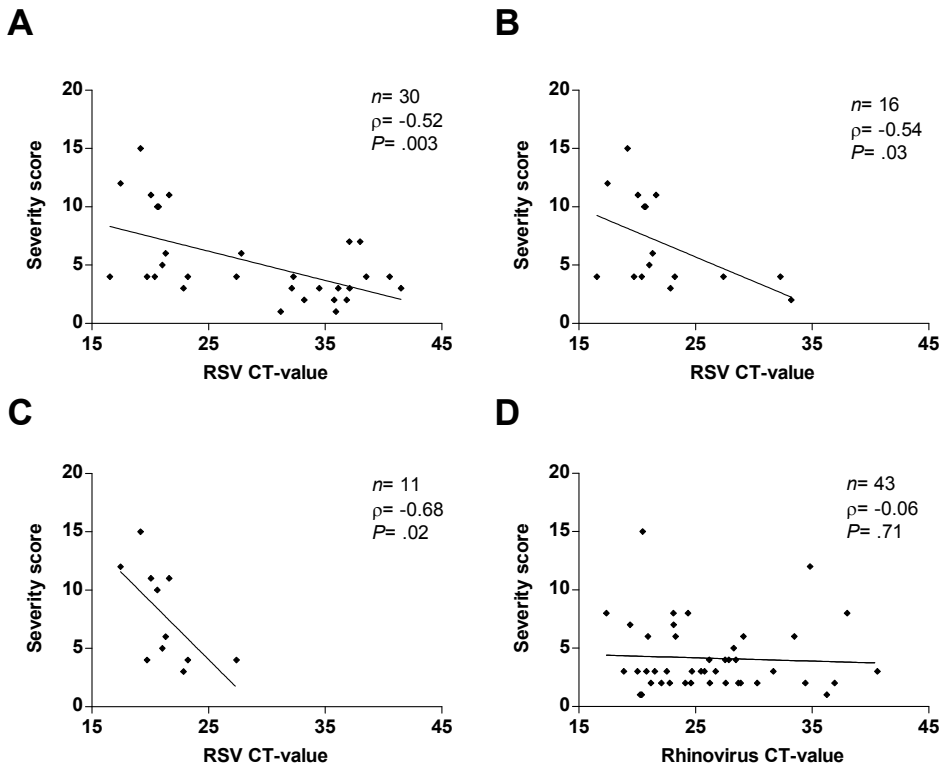 A
20
15
10
5
0
Severity score
n= 30
ρ= -0.52
P= .003
15 25 35 45
RSV CT-value
B
20
15
10
5
0
Severity score
n= 16
ρ= -0.54
P= .03
15 25 35 45
RSV CT-value
C
20
15
10
5
0
Severity score
n= 11
ρ= -0.68
P= .02
15 25 35 45
RSV CT-value
D
20
15
10
5
0
Severity score
n= 43
ρ= -0.06
P= .71
15 25 35 45
Rhinovirus CT-value